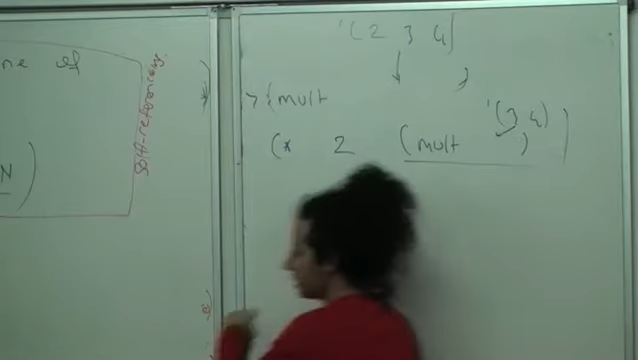 ne of
self-referencing.
N )
'( 2 3 4)
> (mult )
'(3 4)
(* 2 (mult ) )